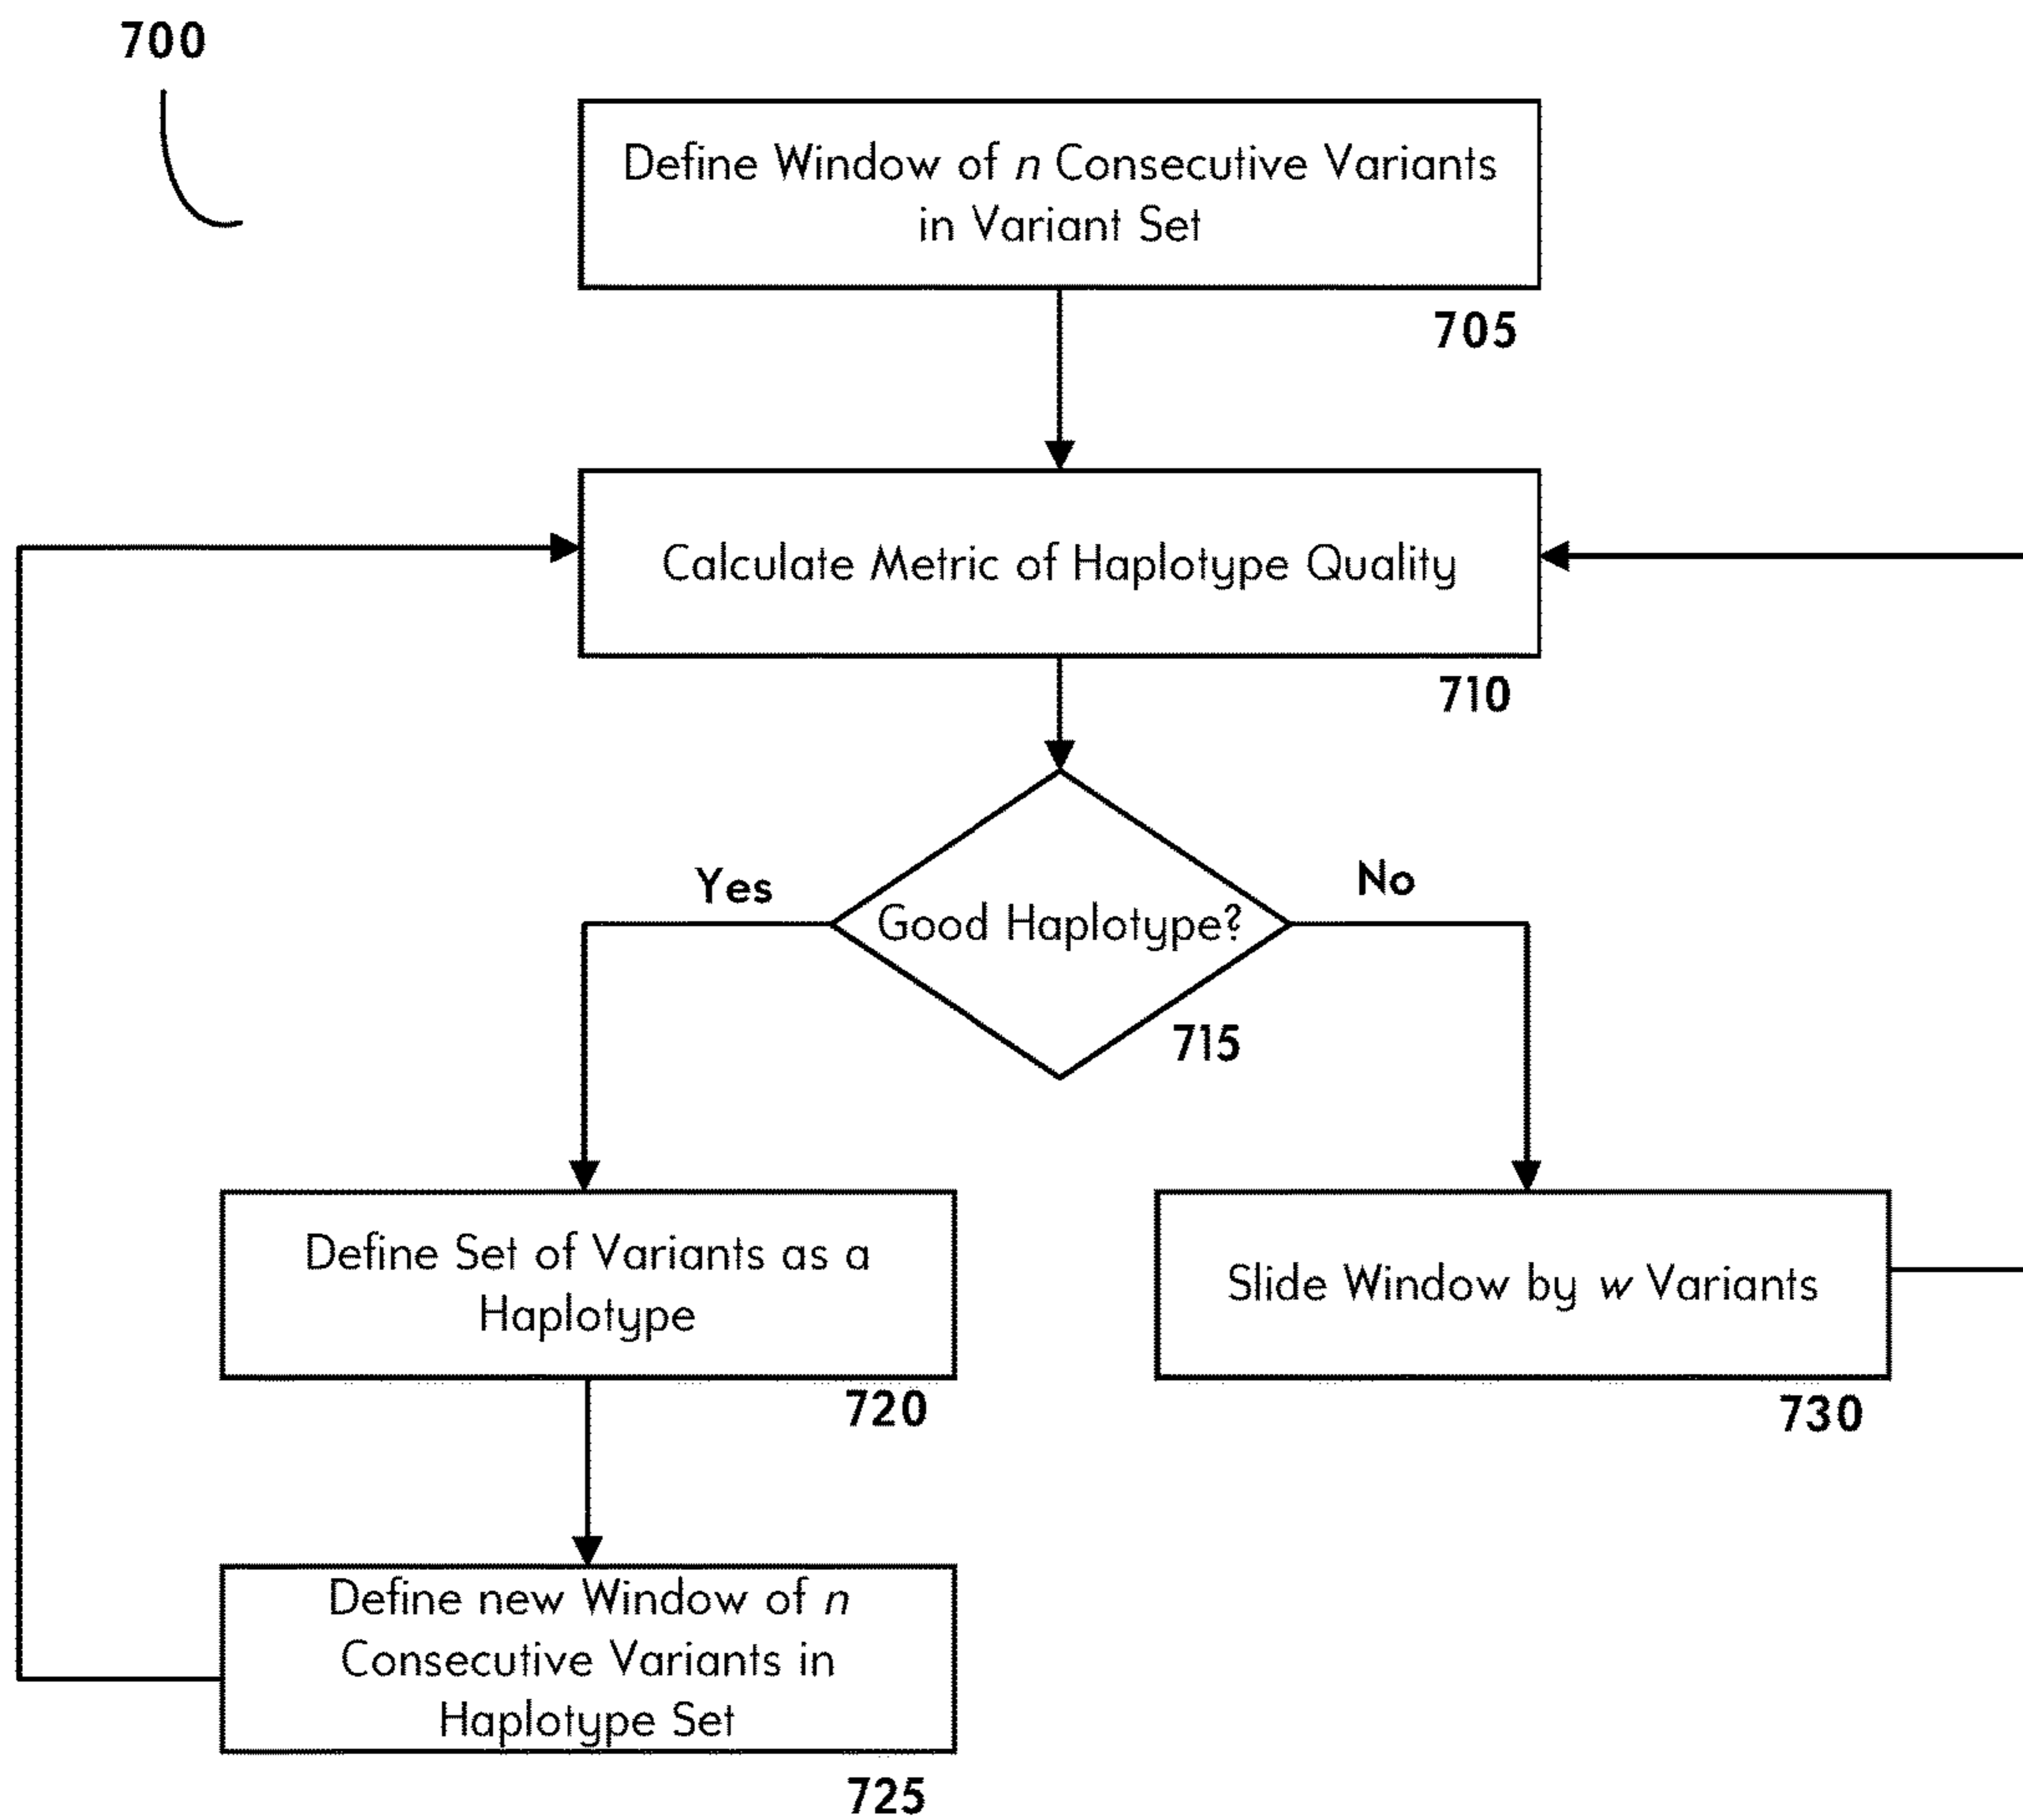 700
Define Window of n Consecutive Variants
in Variant Set
705
Calculate Metric of Haplotype Quality
710
Yes
No
Good Haplotype?
715
Define Set of Variants as a
Haplotype
720
Slide Window by w Variants
730
Define new Window of n
Consecutive Variants in
Haplotype Set
725